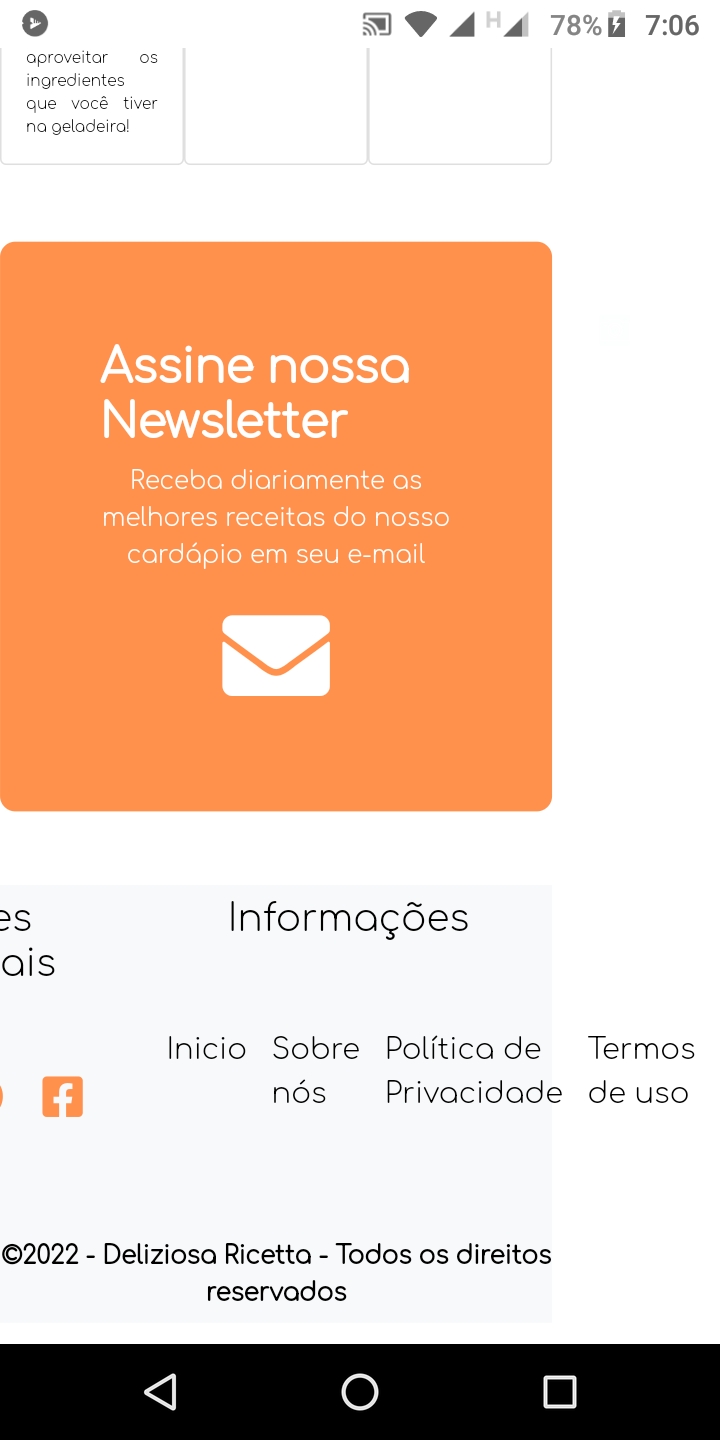 H 78% 7:06
aproveitar os
ingredientes
que você tiver
na geladeira!
Assine nossa
Newsletter
Receba diariamente as
melhores receitas do nosso
cardápio em seu e-mail
es
ais
Informações
Inicio
Sobre
nós
Política de
Privacidade
Termos
de uso
©2022 - Deliziosa Ricetta - Todos os direitos
reservados